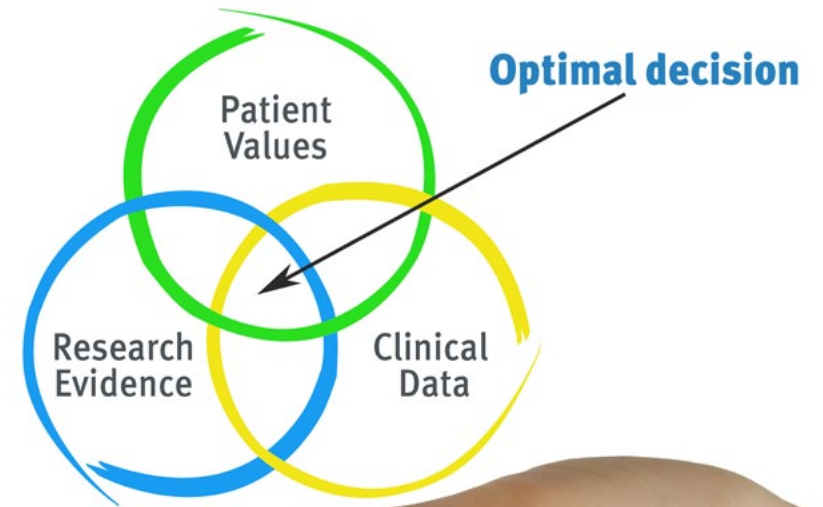 Patient
Values
Optimal decision
Research
Evidence
Clinical
Data